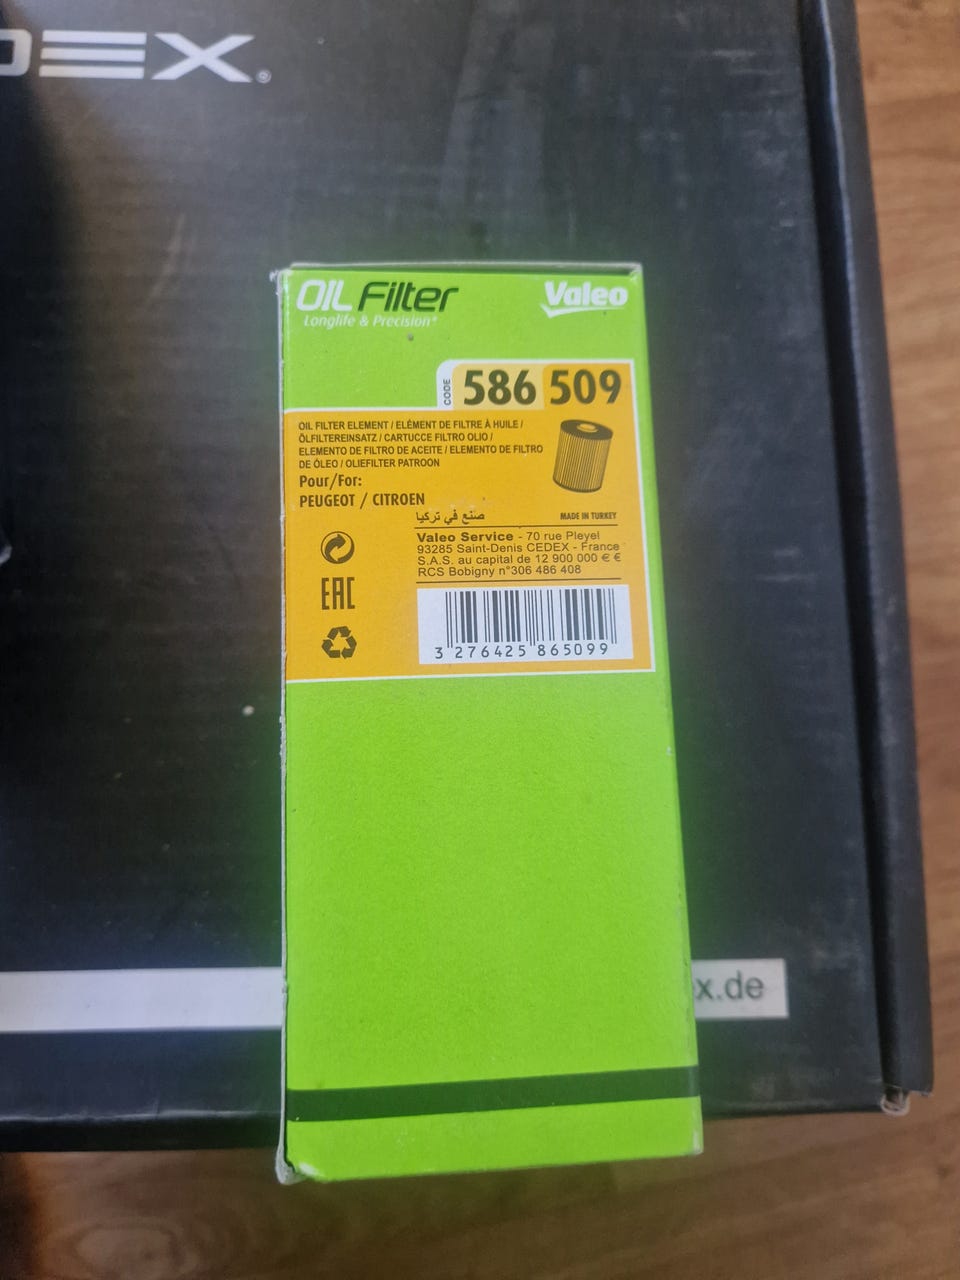 DEX®
OIL Filter
Longlife & Precision*
Valeo
CODE
586 509
OIL FILTER ELEMENT / ELÉMENT DE FILTRE À HUILE /
ÖLFILTEREINSATZ / CARTUCCE FILTRO OLIO /
ELEMENTO DE FILTRO DE ACEITE / ELEMENTO DE FILTRO
DE ÓLEO / OLIEFILTER PATROON
Pour/For:
PEUGEOT / CITROEN
صنع في تركيا
MADE IN TURKEY
Valeo Service - 70 rue Pleyel
93285 Saint-Denis CEDEX - France
S.A.S. au capital de 12 900 000 € €
RCS Bobigny n°306 486 408
EAC
3 276425 865099
x.de